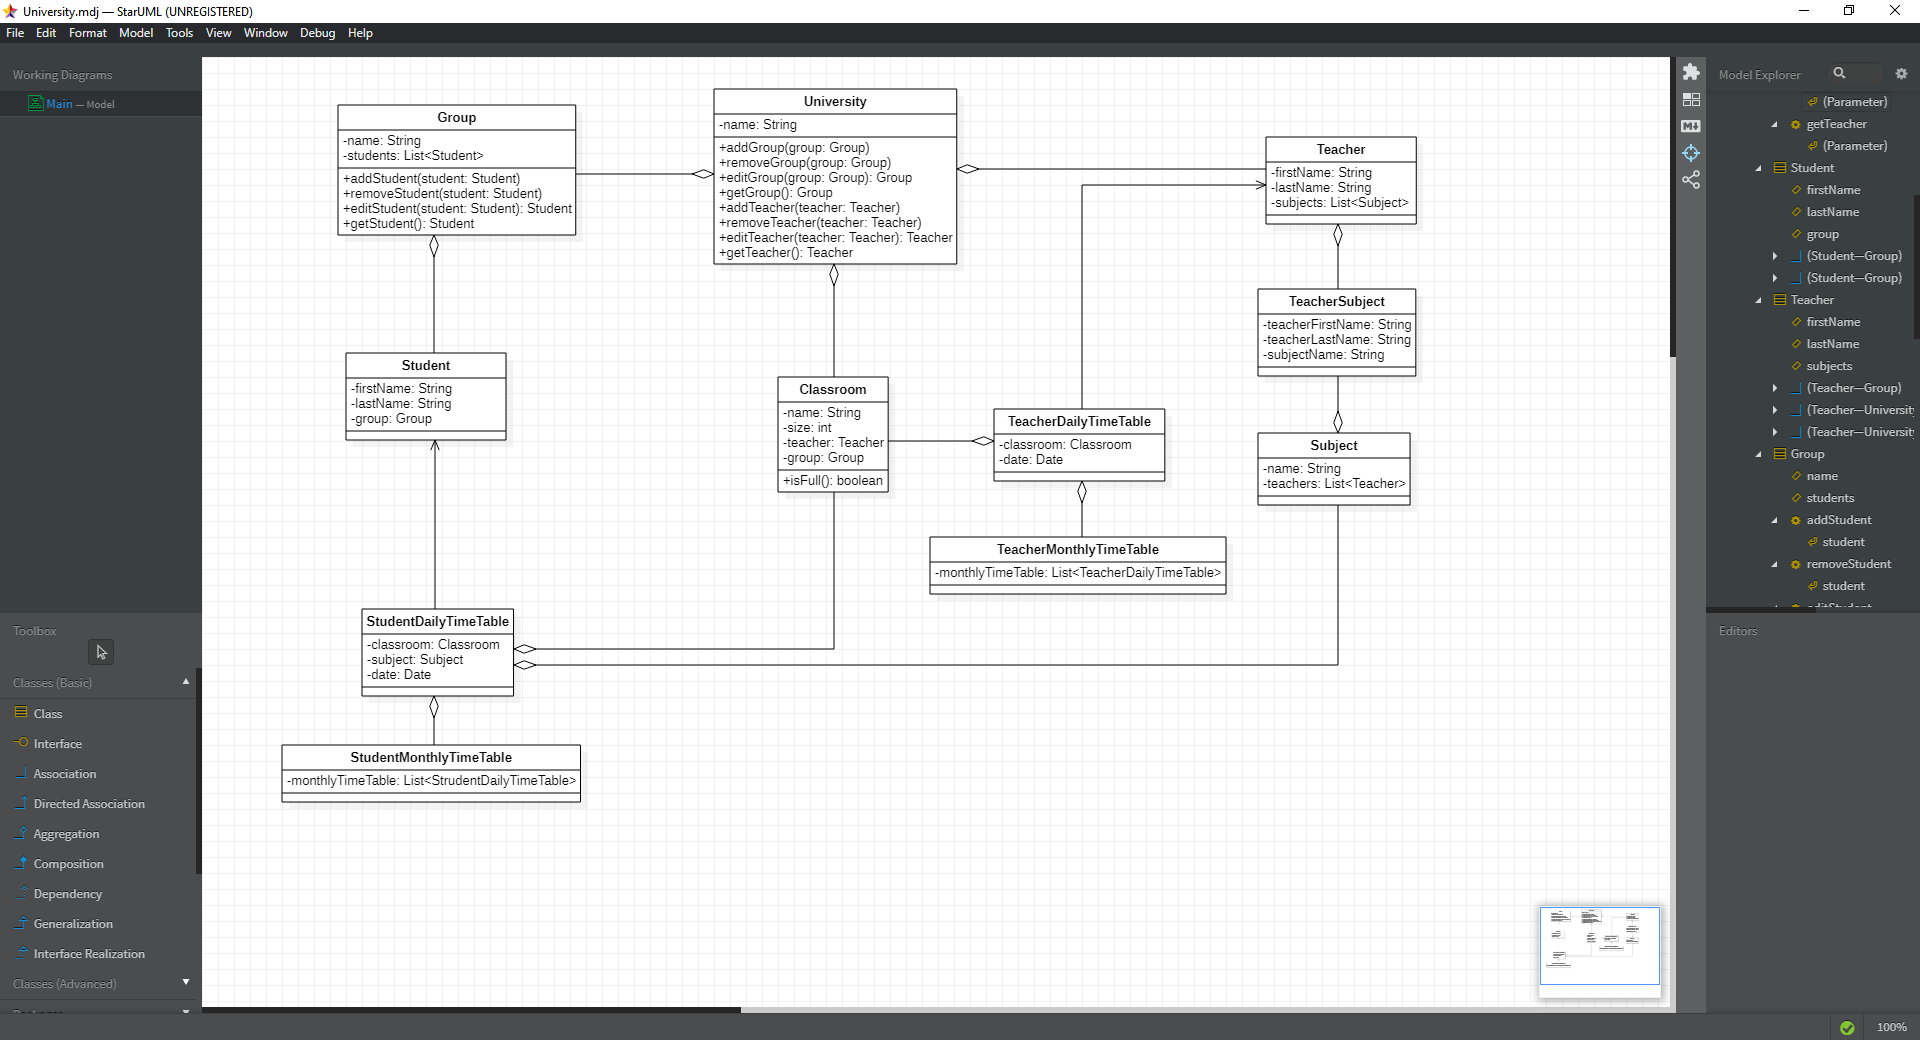 University.mdj — StarUML (UNREGISTERED)
File Edit Format Model Tools View Window Debug Help
Working Diagrams
Main — Model
Group
-name: String
-students: List<Student>
+addStudent(student: Student)
+removeStudent(student: Student)
+editStudent(student: Student): Student
+getStudent(): Student
University
-name: String
+addGroup(group: Group)
+removeGroup(group: Group)
+editGroup(group: Group): Group
+getGroup(): Group
+addTeacher(teacher: Teacher)
+removeTeacher(teacher: Teacher)
+editTeacher(teacher: Teacher): Teacher
+getTeacher(): Teacher
Teacher
-firstName: String
-lastName: String
-subjects: List<Subject>
TeacherSubject
-teacherFirstName: String
-teacherLastName: String
-subjectName: String
Student
-firstName: String
-lastName: String
-group: Group
Classroom
-name: String
-size: int
-teacher: Teacher
-group: Group
+isFull(): boolean
TeacherDailyTimeTable
-classroom: Classroom
-date: Date
Subject
-name: String
-teachers: List<Teacher>
TeacherMonthlyTimeTable
-monthlyTimeTable: List<TeacherDailyTimeTable>
StudentDailyTimeTable
-classroom: Classroom
-subject: Subject
-date: Date
StudentMonthlyTimeTable
-monthlyTimeTable: List<StrudentDailyTimeTable>
Toolbox
Classes (Basic)
Class
Interface
Association
Directed Association
Aggregation
Composition
Dependency
Generalization
Interface Realization
Classes (Advanced)
Model Explorer
(Parameter)
getTeacher
(Parameter)
Student
firstName
lastName
group
(Student—Group)
(Student—Group)
Teacher
firstName
lastName
subjects
(Teacher—Group)
(Teacher—Universit
(Teacher—Universit
Group
name
students
addStudent
student
removeStudent
student
editStudent
Editors
M↓
100%